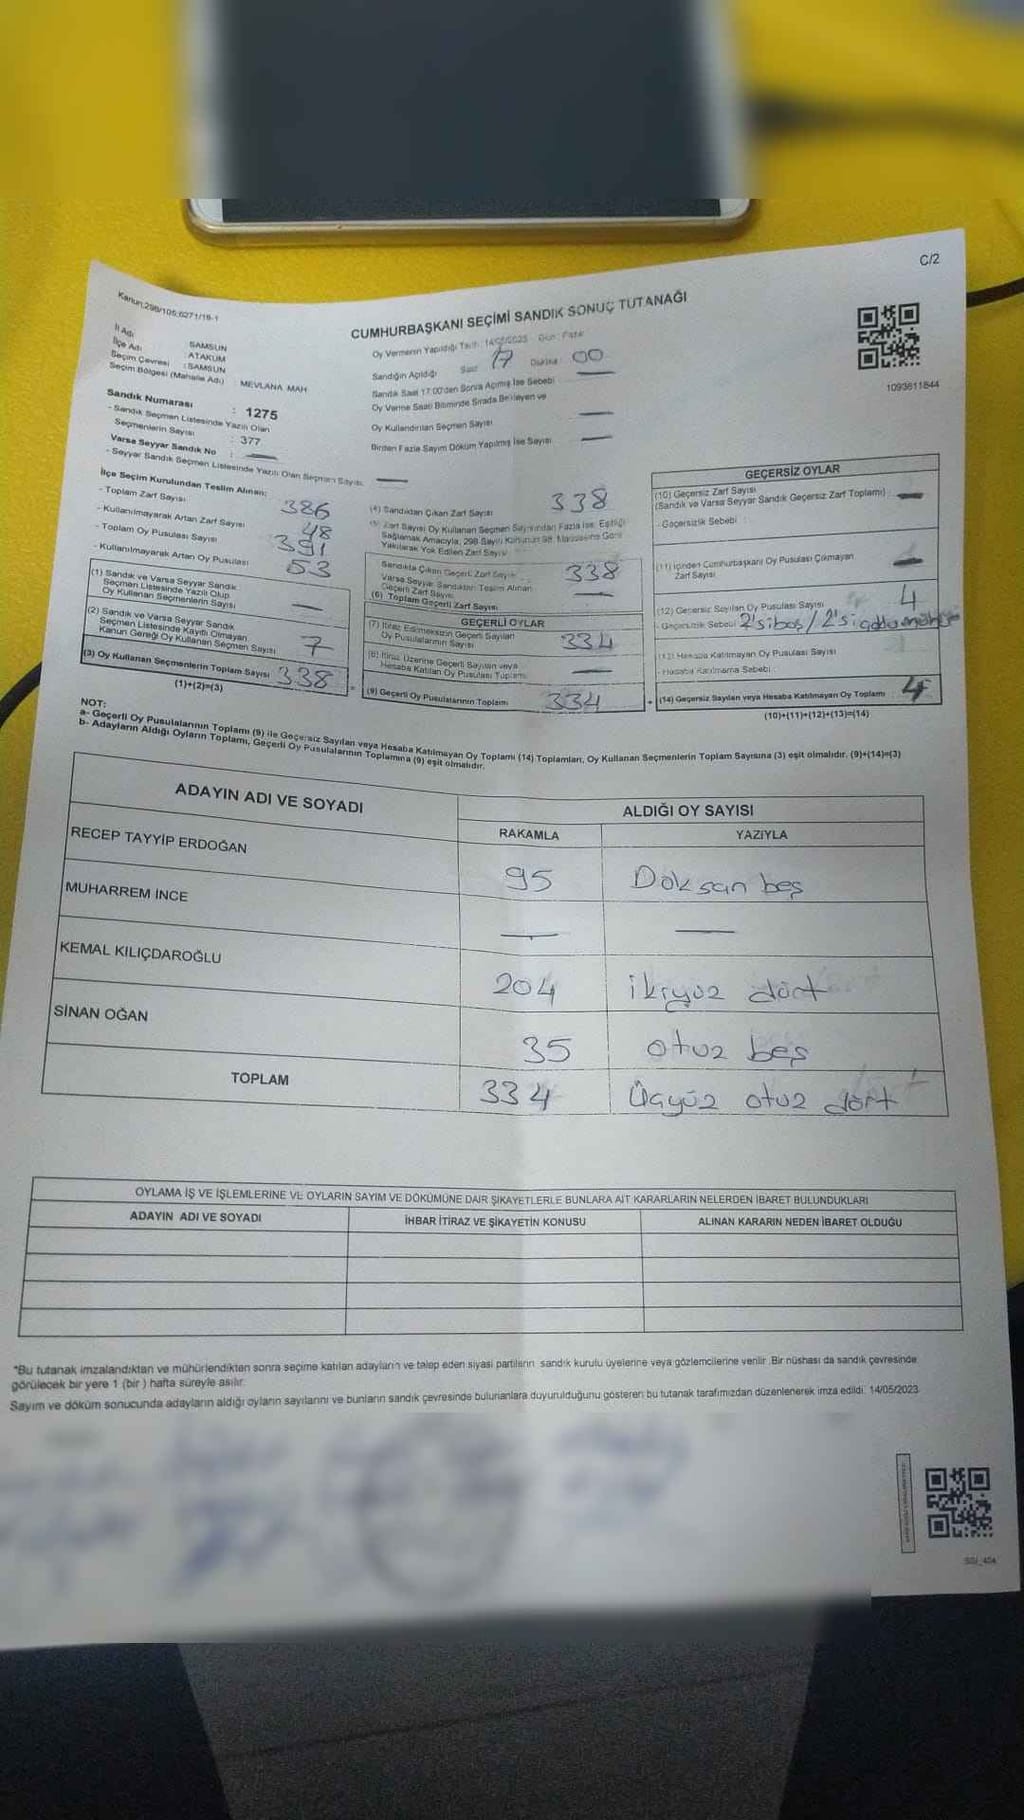 C/2
Kanun:298/105;6271/18-1
CUMHURBAŞKANI SEÇİMİ SANDIK SONUÇ TUTANAĞI
İl Adı : SAMSUN
İlçe Adı : ATAKUM
Seçim Çevresi : SAMSUN
Seçim Bölgesi (Mahalle Adı) MEVLANA MAH
Sandık Numarası : 1275
- Sandık Seçmen Listesinde Yazılı Olan
Seçmenlerin Sayısı : 377
Varsa Seyyar Sandık No : —
- Seyyar Sandık Seçmen Listesinde Yazılı Olan Seçmen Sayısı —
Oy Vermenin Yapıldığı Tarih: 14/05/2023 Gün: Pazar
Sandığın Açıldığı Saat 17 Dakika 00
Sandık Saat 17:00'den Sonra Açılmış İse Sebebi —
Oy Verme Saati Bitiminde Sırada Bekleyen ve
Oy Kullandırılan Seçmen Sayısı —
Birden Fazla Sayım Döküm Yapılmış İse Sayısı —
1093611844
İlçe Seçim Kurulundan Teslim Alınan:
- Toplam Zarf Sayısı 386
- Kullanılmayarak Artan Zarf Sayısı 48
- Toplam Oy Pusulası Sayısı 391
- Kullanılmayarak Artan Oy Pusulası 53
(1) Sandık ve Varsa Seyyar Sandık
Seçmen Listesinde Yazılı Olup
Oy Kullanan Seçmenlerin Sayısı —
(2) Sandık ve Varsa Seyyar Sandık
Seçmen Listesinde Kayıtlı Olmayan
Kanun Gereği Oy Kullanan Seçmen Sayısı 7
(3) Oy Kullanan Seçmenlerin Toplam Sayısı 338
(1)+(2)=(3)
(4) Sandıktan Çıkan Zarf Sayısı 338
(5) Zarf Sayısı Oy Kullanan Seçmen Sayısından Fazla İse, Eşitliği
Sağlamak Amacıyla, 298 Sayılı Kanunun 98. Maddesine Göre
Yakılarak Yok Edilen Zarf Sayısı
Sandıkta Çıkan Geçerli Zarf Sayısı 338
Varsa Seyyar Sandıktan Teslim Alınan
Geçerli Zarf Sayısı —
(6) Toplam Geçerli Zarf Sayısı
GEÇERLİ OYLAR
(7) İtiraz Edilmeksizin Geçerli Sayılan
Oy Pusulalarının Sayısı 334
(8) İtiraz Üzerine Geçerli Sayılan veya
Hesaba Katılan Oy Pusulası Toplamı —
(9) Geçerli Oy Pusulalarının Toplamı 334
GEÇERSİZ OYLAR
(10) Geçersiz Zarf Sayısı
(Sandık ve Varsa Seyyar Sandık Geçersiz Zarf Toplamı) —
- Geçersizlik Sebebi :
(11) İçinden Cumhurbaşkanı Oy Pusulası Çıkmayan
Zarf Sayısı —
(12) Geçersiz Sayılan Oy Pusulası Sayısı 4
- Geçersizlik Sebebi 2'si boş / 2'si
(13) Hesaba Katılmayan Oy Pusulası Sayısı
- Hesaba Katılmama Sebebi
(14) Geçersiz Sayılan veya Hesaba Katılmayan Oy Toplamı 4
(10)+(11)+(12)+(13)=(14)
NOT:
a- Geçerli Oy Pusulalarının Toplamı (9) ile Geçersiz Sayılan veya Hesaba Katılmayan Oy Toplamı (14) Toplamları, Oy Kullanan Seçmenlerin Toplam Sayısına (3) eşit olmalıdır. (9)+(14)=(3)
b- Adayların Aldığı Oyların Toplamı, Geçerli Oy Pusulalarının Toplamına (9) eşit olmalıdır.
ADAYIN ADI VE SOYADI ALDIĞI OY SAYISI
RAKAMLA YAZIYLA
RECEP TAYYİP ERDOĞAN 95 Doksan beş
MUHARREM İNCE — —
KEMAL KILIÇDAROĞLU 204 ikiyüz dört
SİNAN OĞAN 35 otuz beş
TOPLAM 334 Üçyüz otuz dört
OYLAMA İŞ VE İŞLEMLERİNE VE OYLARIN SAYIM VE DÖKÜMÜNE DAİR ŞİKAYETLERLE BUNLARA AİT KARARLARIN NELERDEN İBARET BULUNDUKLARI
ADAYIN ADI VE SOYADI İHBAR İTİRAZ VE ŞİKAYETİN KONUSU ALINAN KARARIN NEDEN İBARET OLDUĞU
*Bu tutanak imzalandıktan ve mühürlendikten sonra seçime katılan adayların ve talep eden siyasi partilerin sandık kurulu üyelerine veya gözlemcilerine verilir. Bir nüshası da sandık çevresinde
görülecek bir yere 1 (bir) hafta süreyle asılır.
Sayım ve döküm sonucunda adayların aldığı oyların sayılarını ve bunların sandık çevresinde bulunanlara duyurulduğunu gösteren bu tutanak tarafımızdan düzenlenerek imza edildi. 14/05/2023